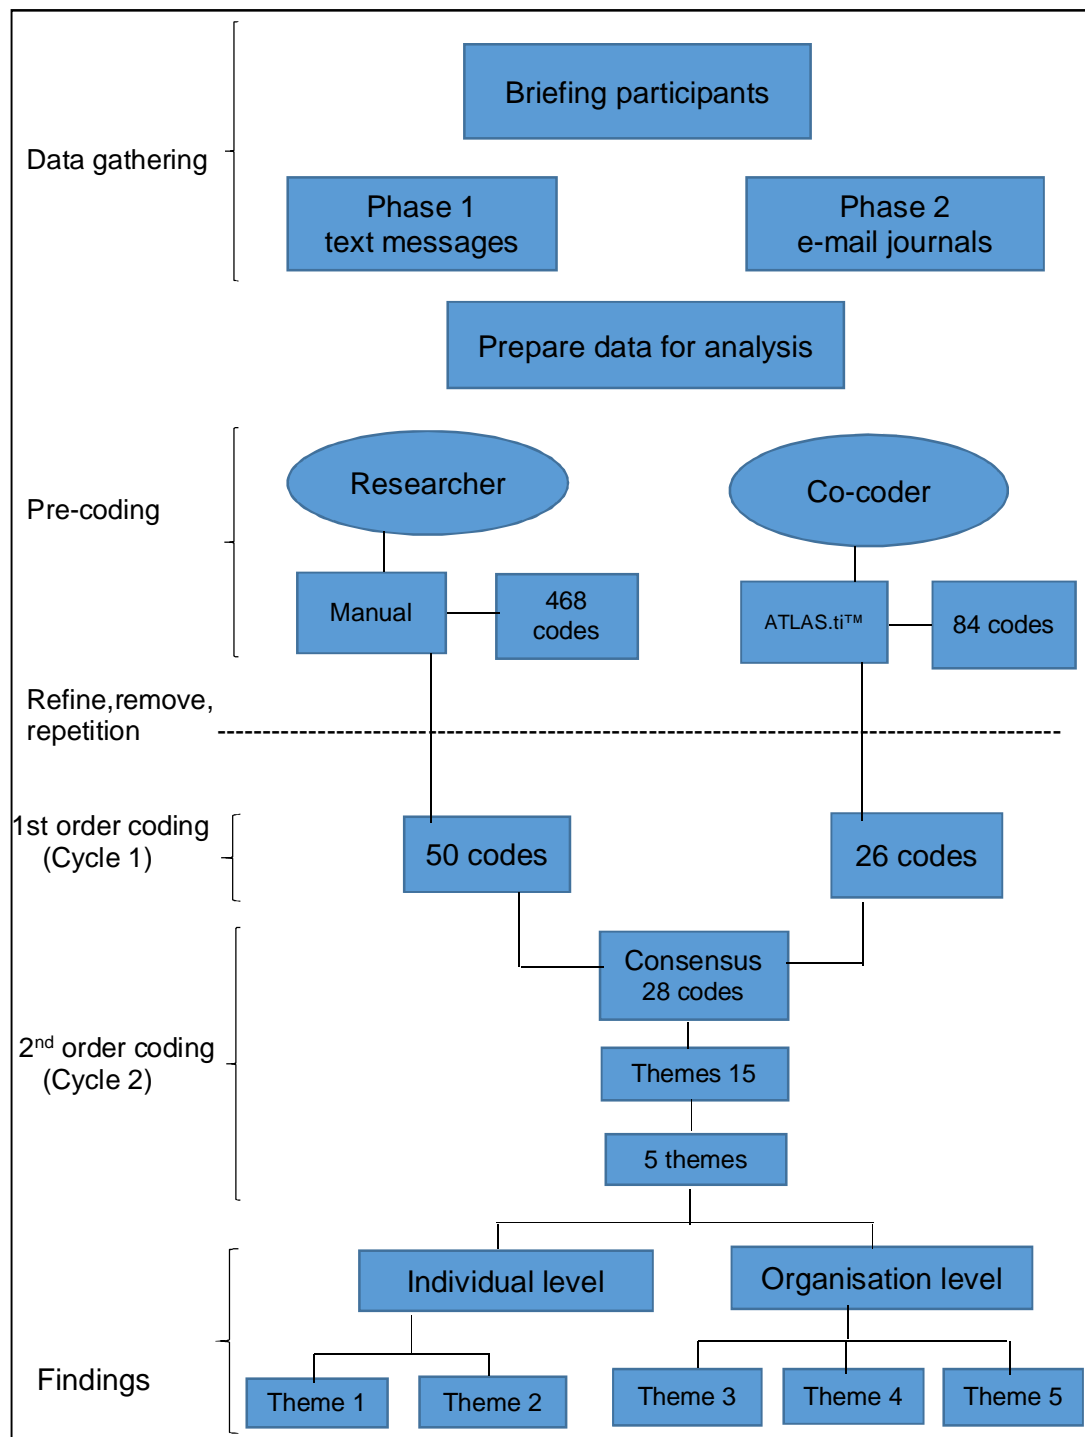 Briefing participants
Data gathering
Phase 1
text messages
Phase 2
e-mail journals
Prepare data for analysis
Pre-coding
Researcher
Co-coder
Manual
468
codes
ATLAS.ti™
84 codes
Refine,remove,
repetition
1st order coding
(Cycle 1)
50 codes
26 codes
Consensus
28 codes
2nd order coding
(Cycle 2)
Themes 15
5 themes
Individual level
Organisation level
Findings
Theme 1
Theme 2
Theme 3
Theme 4
Theme 5